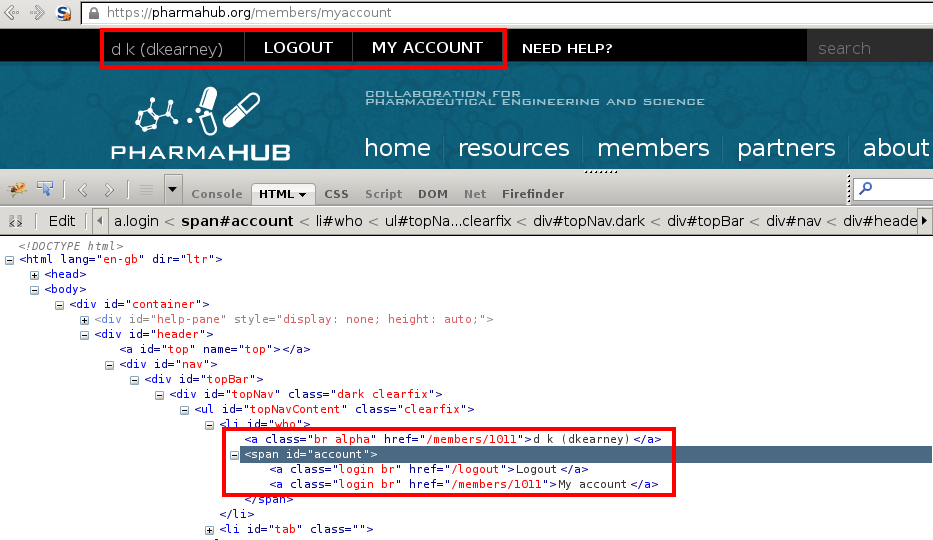 https://pharmahub.org/members/myaccount
d k (dkearney) LOGOUT MY ACCOUNT NEED HELP? search
COLLABORATION FOR
PHARMACEUTICAL ENGINEERING AND SCIENCE
PHARMAHUB
home resources members partners about
Console HTML CSS Script DOM Net Firefinder
Edit a.login < span#account < li#who < ul#topNa...clearfix < div#topNav.dark < div#topBar < div#nav < div#heade
<!DOCTYPE html>
<html lang="en-gb" dir="ltr">
<head>
<body>
<div id="container">
<div id="help-pane" style="display: none; height: auto;">
<div id="header">
<a id="top" name="top"></a>
<div id="nav">
<div id="topBar">
<div id="topNav" class="dark clearfix">
<ul id="topNavContent" class="clearfix">
<li id="who">
<a class="br alpha" href="/members/1011">d k (dkearney)</a>
<span id="account">
<a class="login br" href="/logout">Logout</a>
<a class="login br" href="/members/1011">My account</a>
</span>
</li>
<li id="tab" class="">